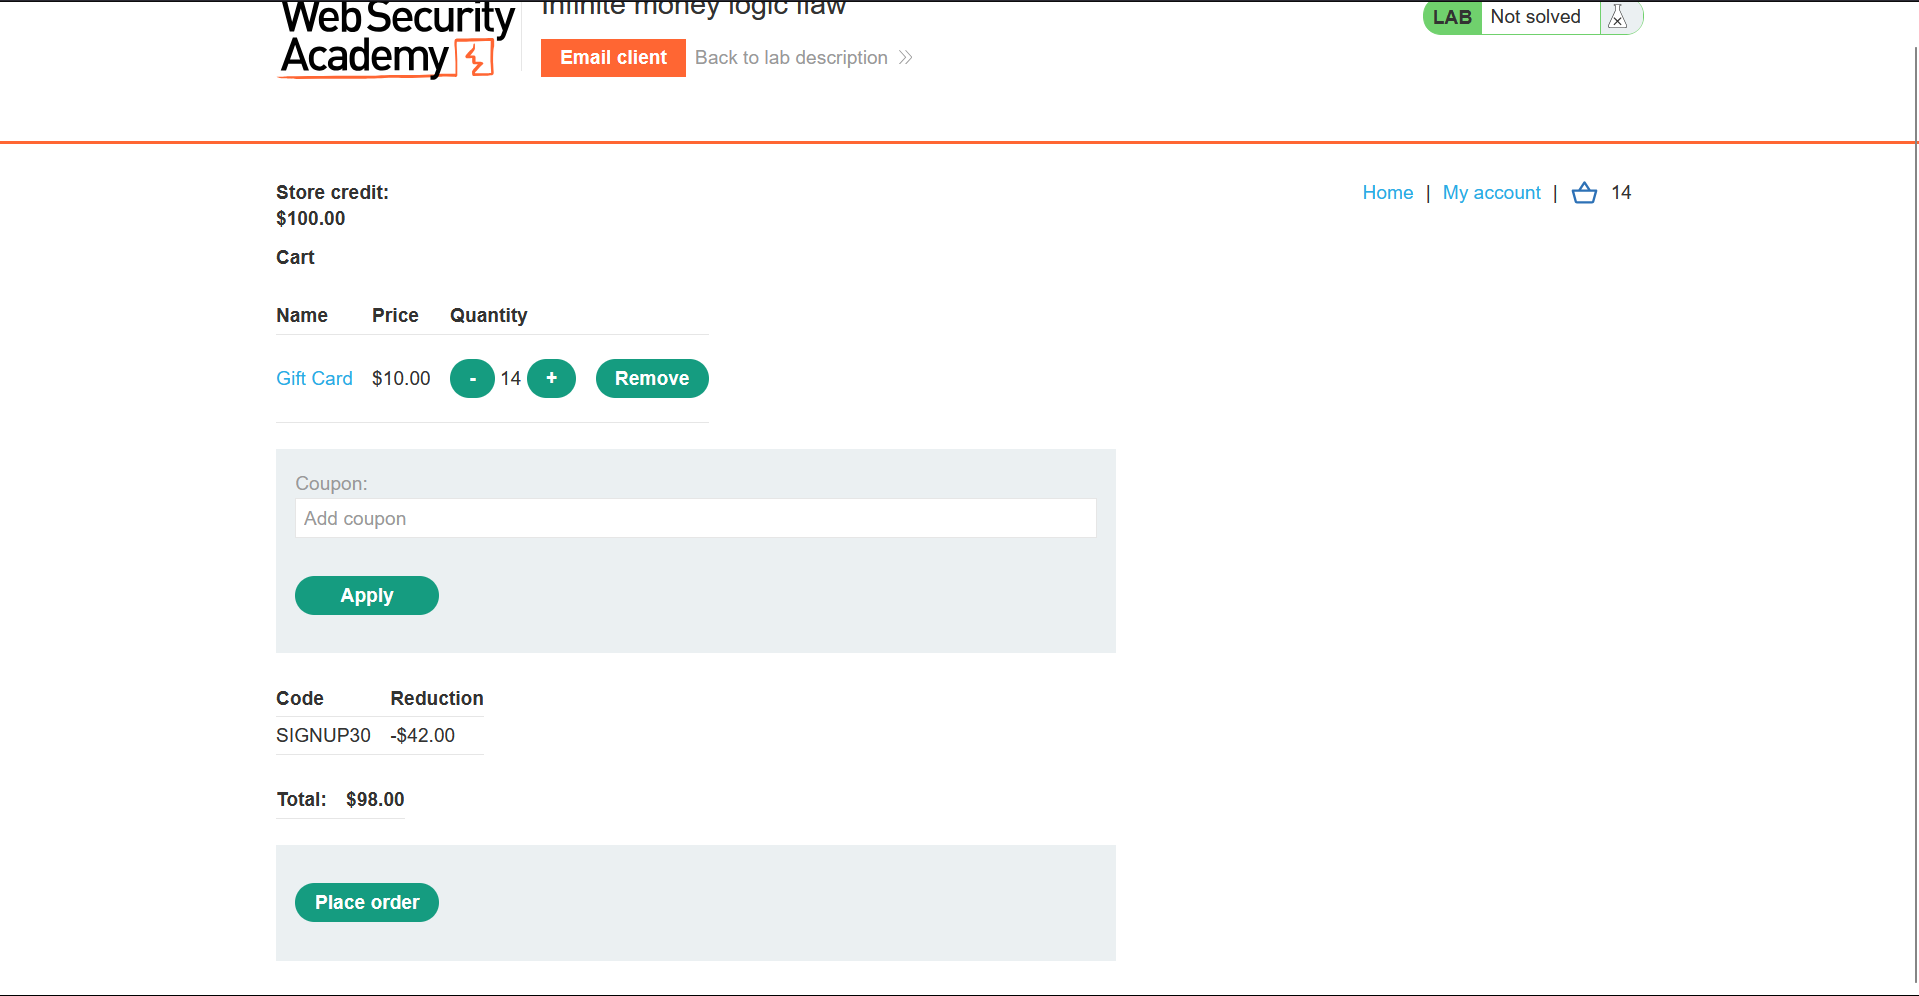 WebSecurity
Academy
Infinite money logic flaw
Email client
Back to lab description
LAB
Not solved
Store credit:
$100.00
Home | My account | 14
Cart
Name Price Quantity
Gift Card $10.00 - 14 + Remove
Coupon:
Add coupon
Apply
Code Reduction
SIGNUP30 -$42.00
Total: $98.00
Place order